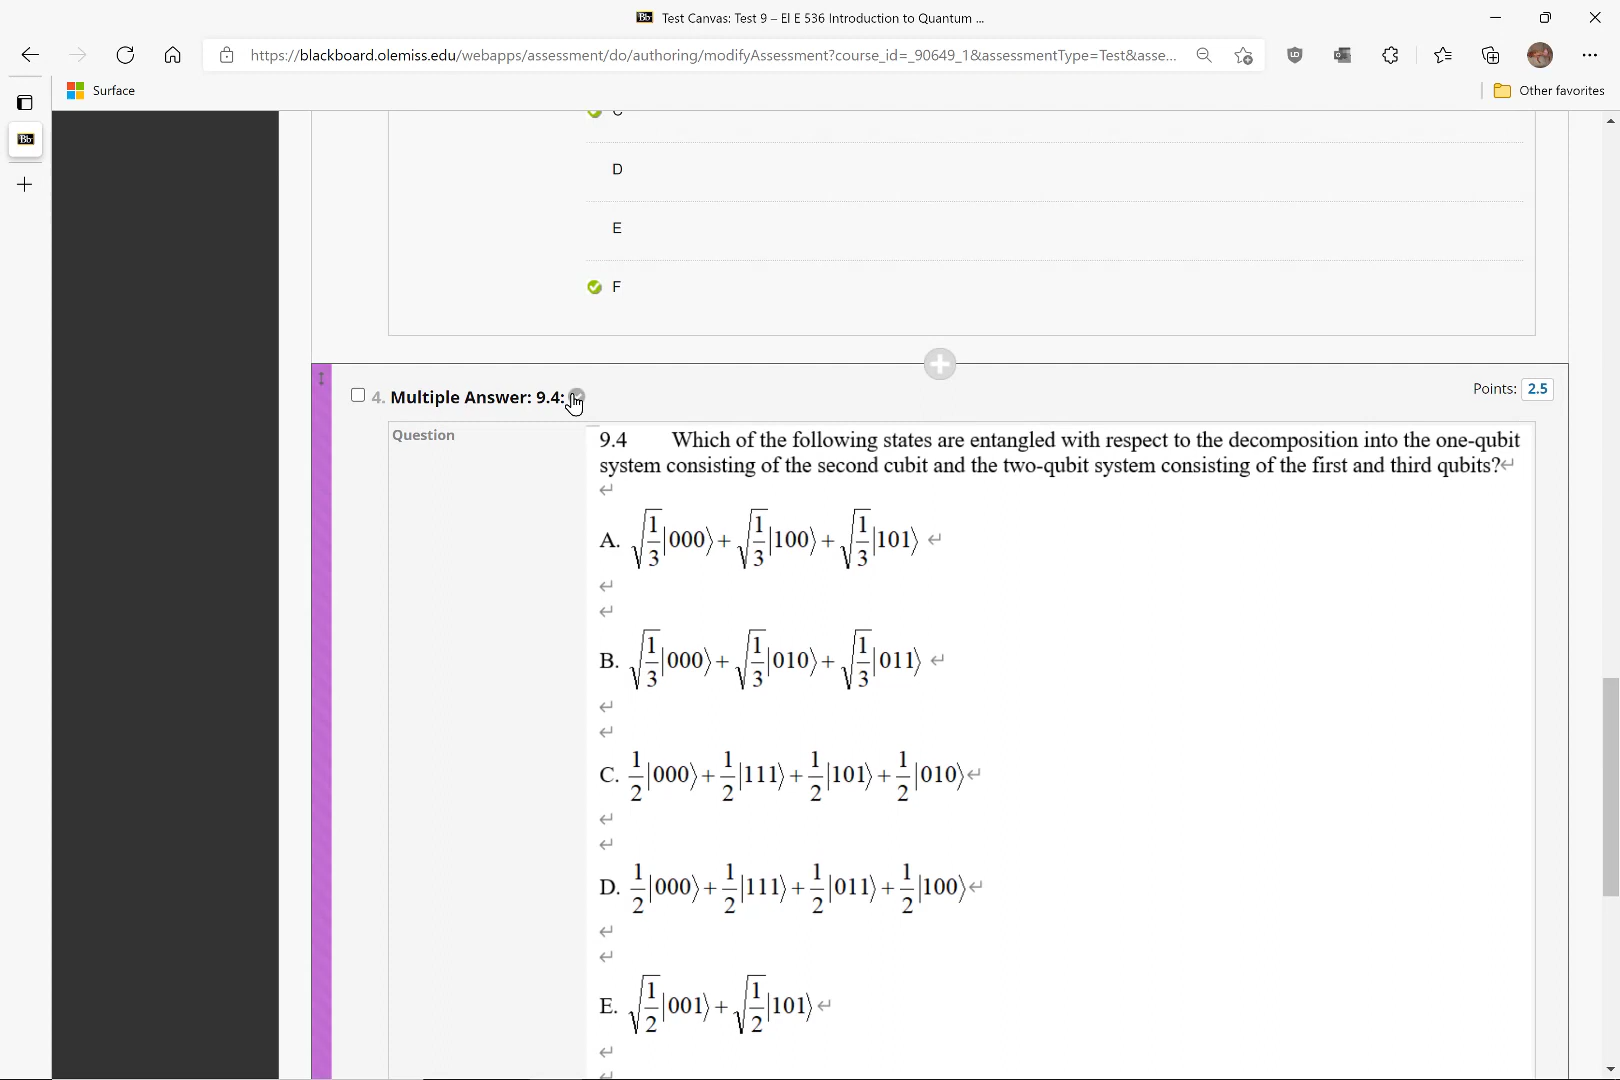 Bb Test Canvas: Test 9 – El E 536 Introduction to Quantum ...
https://blackboard.olemiss.edu/webapps/assessment/do/authoring/modifyAssessment?course_id=_90649_1&assessmentType=Test&asse...
Surface
Other favorites
Bb
C
D
E
F
4. Multiple Answer: 9.4:
Points: 2.5
Question
9.4 Which of the following states are entangled with respect to the decomposition into the one-qubit
system consisting of the second cubit and the two-qubit system consisting of the first and third qubits?↵
↵
A. √(1/3)|000⟩ + √(1/3)|100⟩ + √(1/3)|101⟩ ↵
↵
↵
B. √(1/3)|000⟩ + √(1/3)|010⟩ + √(1/3)|011⟩ ↵
↵
↵
C. 1/2|000⟩ + 1/2|111⟩ + 1/2|101⟩ + 1/2|010⟩↵
↵
↵
D. 1/2|000⟩ + 1/2|111⟩ + 1/2|011⟩ + 1/2|100⟩↵
↵
↵
E. √(1/2)|001⟩ + √(1/2)|101⟩↵
↵
↵